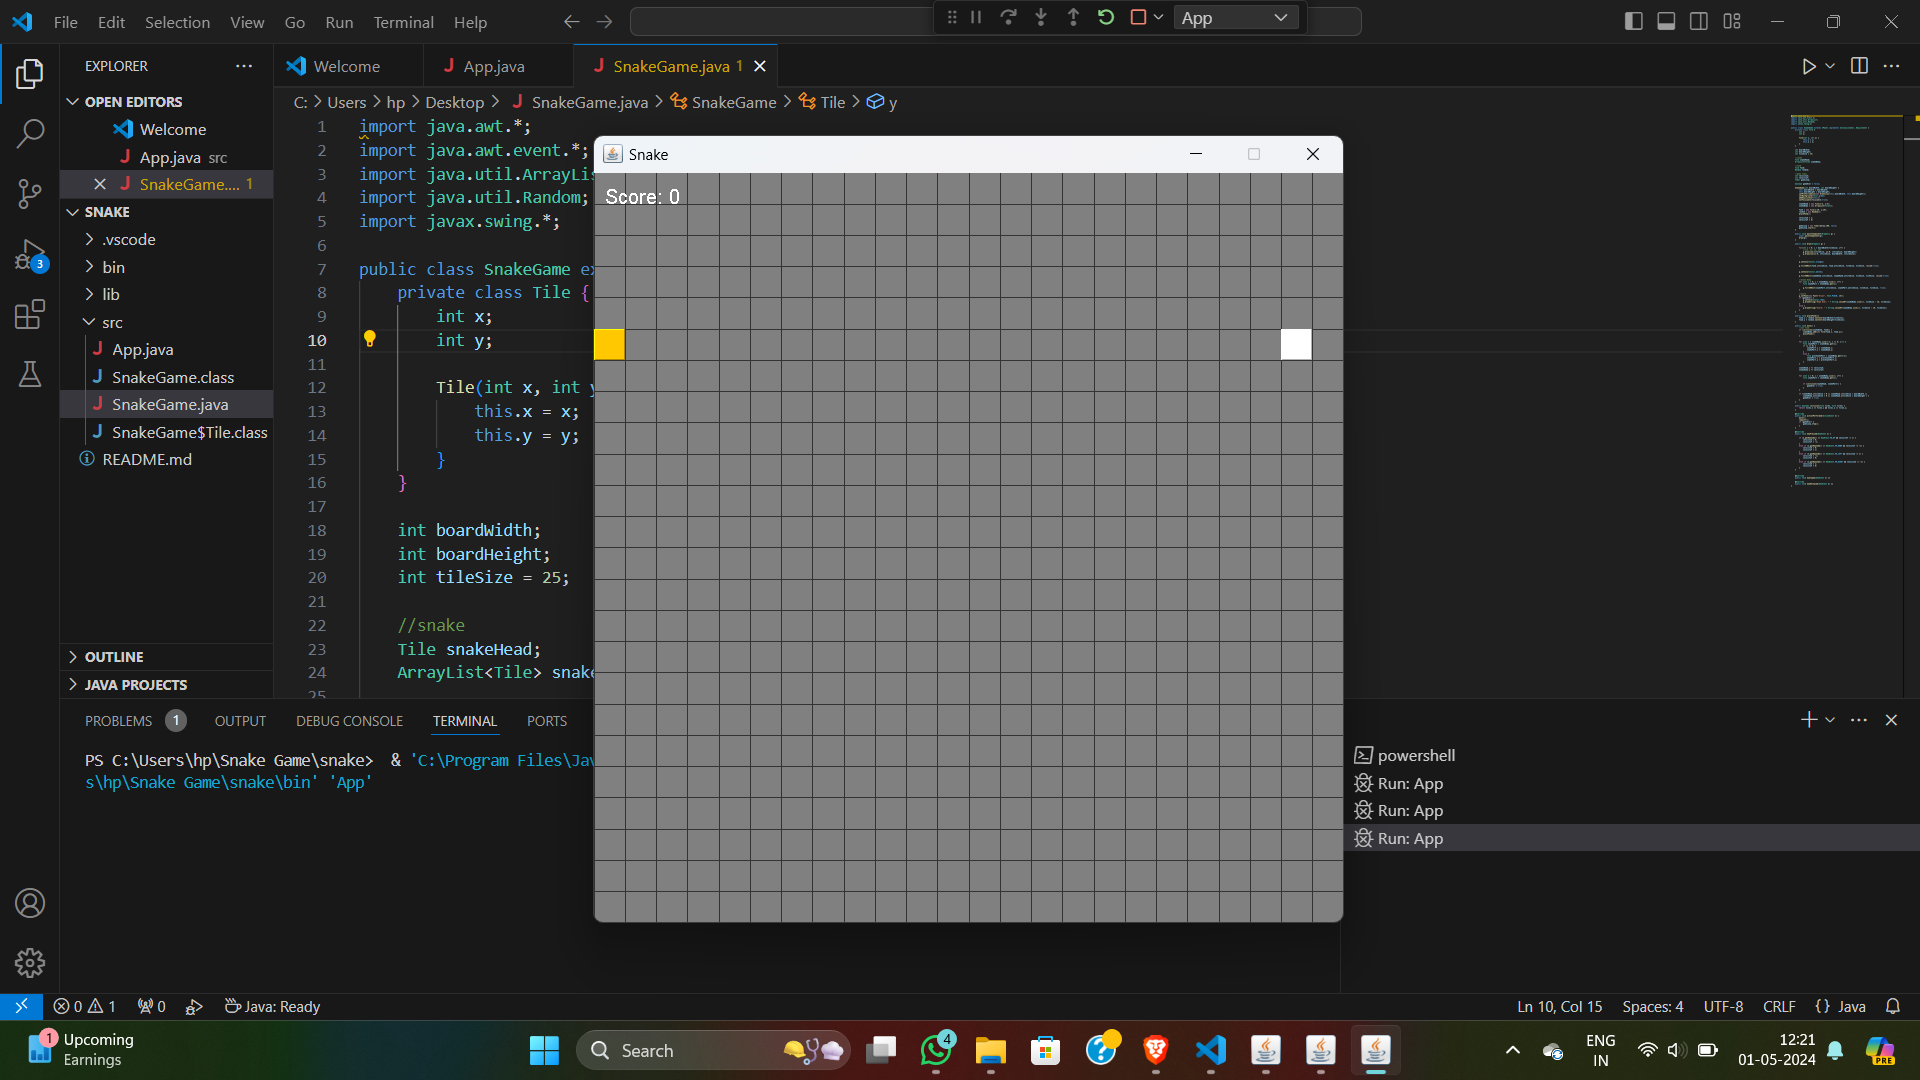 File Edit Selection View Go Run Terminal Help
App
EXPLORER
OPEN EDITORS
Welcome
App.java src
SnakeGame.... 1
SNAKE
.vscode
bin
lib
src
App.java
SnakeGame.class
SnakeGame.java
SnakeGame$Tile.class
README.md
OUTLINE
JAVA PROJECTS
Welcome App.java SnakeGame.java 1
C: > Users > hp > Desktop > SnakeGame.java > SnakeGame > Tile > y
1 import java.awt.*;
2 import java.awt.event.*;
3 import java.util.ArrayLis
4 import java.util.Random;
5 import javax.swing.*;
6
7 public class SnakeGame ex
8 private class Tile {
9 int x;
10 int y;
11
12 Tile(int x, int y
13 this.x = x;
14 this.y = y;
15 }
16 }
17
18 int boardWidth;
19 int boardHeight;
20 int tileSize = 25;
21
22 //snake
23 Tile snakeHead;
24 ArrayList<Tile> snake
25
Snake
Score: 0
PROBLEMS 1 OUTPUT DEBUG CONSOLE TERMINAL PORTS
PS C:\Users\hp\Snake Game\snake> & 'C:\Program Files\Jav
s\hp\Snake Game\snake\bin' 'App'
powershell
Run: App
Run: App
Run: App
3
0 1 0 Java: Ready
Ln 10, Col 15 Spaces: 4 UTF-8 CRLF {} Java
1
Upcoming
Earnings
Search
4
ENG
IN
12:21
01-05-2024
PRE